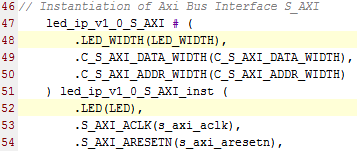 46 // Instantiation of Axi Bus Interface S_AXI
47 led_ip_v1_0_S_AXI # (
48 .LED_WIDTH(LED_WIDTH),
49 .C_S_AXI_DATA_WIDTH(C_S_AXI_DATA_WIDTH),
50 .C_S_AXI_ADDR_WIDTH(C_S_AXI_ADDR_WIDTH)
51 ) led_ip_v1_0_S_AXI_inst (
52 .LED(LED),
53 .S_AXI_ACLK(s_axi_aclk),
54 .S_AXI_ARESETN(s_axi_aresetn),